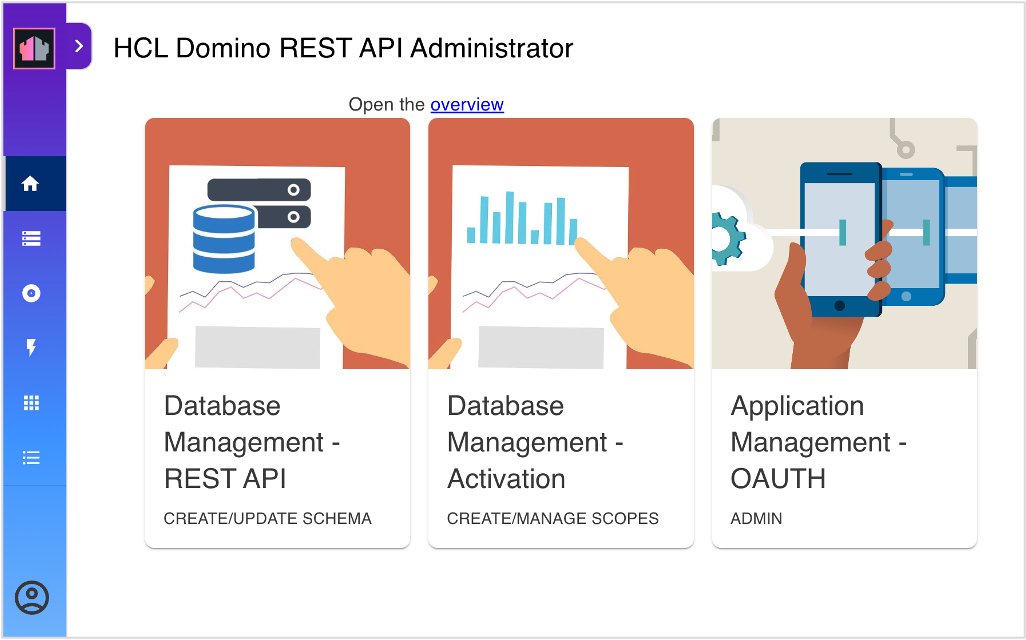 HCL Domino REST API Administrator
Open the overview
Database
Management -
REST API
CREATE/UPDATE SCHEMA
Database
Management -
Activation
CREATE/MANAGE SCOPES
Application
Management -
OAUTH
ADMIN